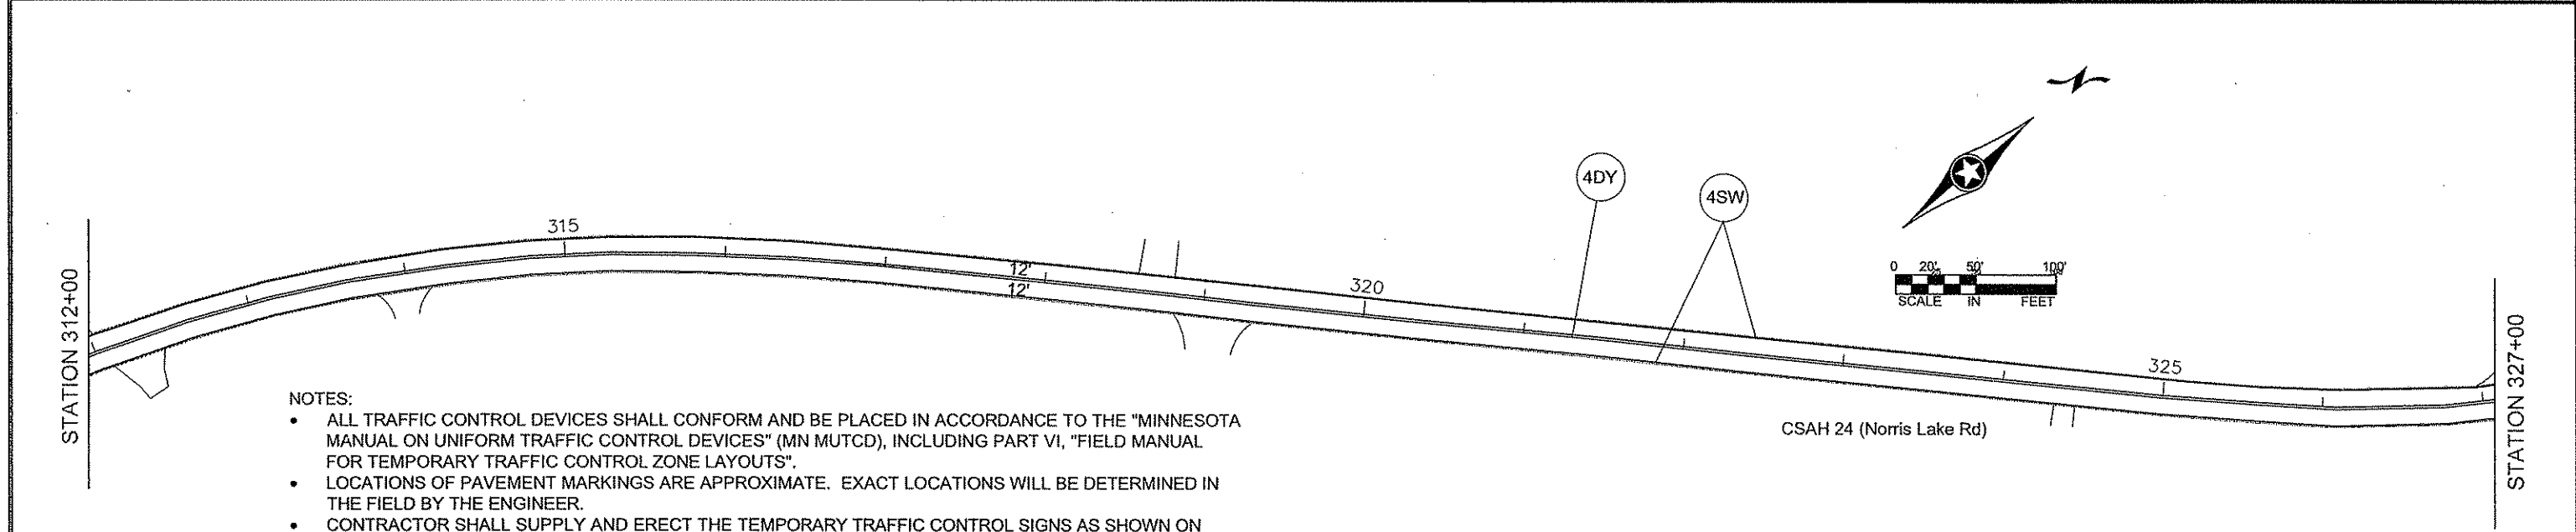 4DY
4SW
315
12'
12'
320
325
0 20' 50' 100'
SCALE IN FEET
STATION 312+00
STATION 327+00
CSAH 24 (Norris Lake Rd)
NOTES:
• ALL TRAFFIC CONTROL DEVICES SHALL CONFORM AND BE PLACED IN ACCORDANCE TO THE "MINNESOTA
MANUAL ON UNIFORM TRAFFIC CONTROL DEVICES" (MN MUTCD), INCLUDING PART VI, "FIELD MANUAL
FOR TEMPORARY TRAFFIC CONTROL ZONE LAYOUTS".
• LOCATIONS OF PAVEMENT MARKINGS ARE APPROXIMATE. EXACT LOCATIONS WILL BE DETERMINED IN
THE FIELD BY THE ENGINEER.
• CONTRACTOR SHALL SUPPLY AND ERECT THE TEMPORARY TRAFFIC CONTROL SIGNS AS SHOWN ON